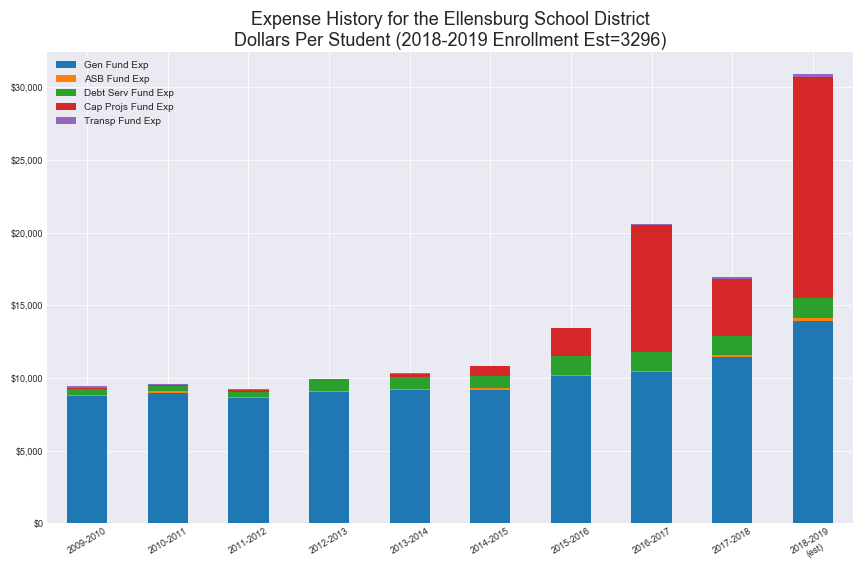 Expense History for the Ellensburg School District
Dollars Per Student (2018-2019 Enrollment Est=3296)
Gen Fund Exp
ASB Fund Exp
Debt Serv Fund Exp
Cap Projs Fund Exp
Transp Fund Exp
$30,000
$25,000
$20,000
$15,000
$10,000
$5,000
$0
2009-2010
2010-2011
2011-2012
2012-2013
2013-2014
2014-2015
2015-2016
2016-2017
2017-2018
2018-2019
(est)